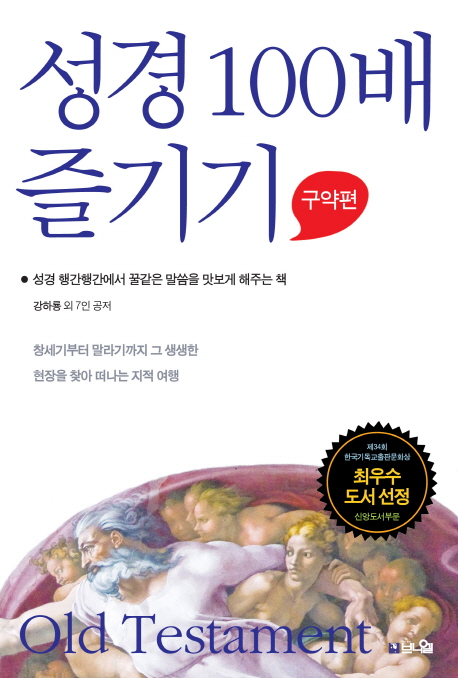 성경 100배
즐기기
구약편
● 성경 행간행간에서 꿀같은 말씀을 맛보게 해주는 책
강하룡 외 7인 공저
창세기부터 말라기까지 그 생생한
현장을 찾아 떠나는 지적 여행
제34회
한국기독교출판문화상
최우수
도서 선정
신앙도서부문
Old Testament
브니엘